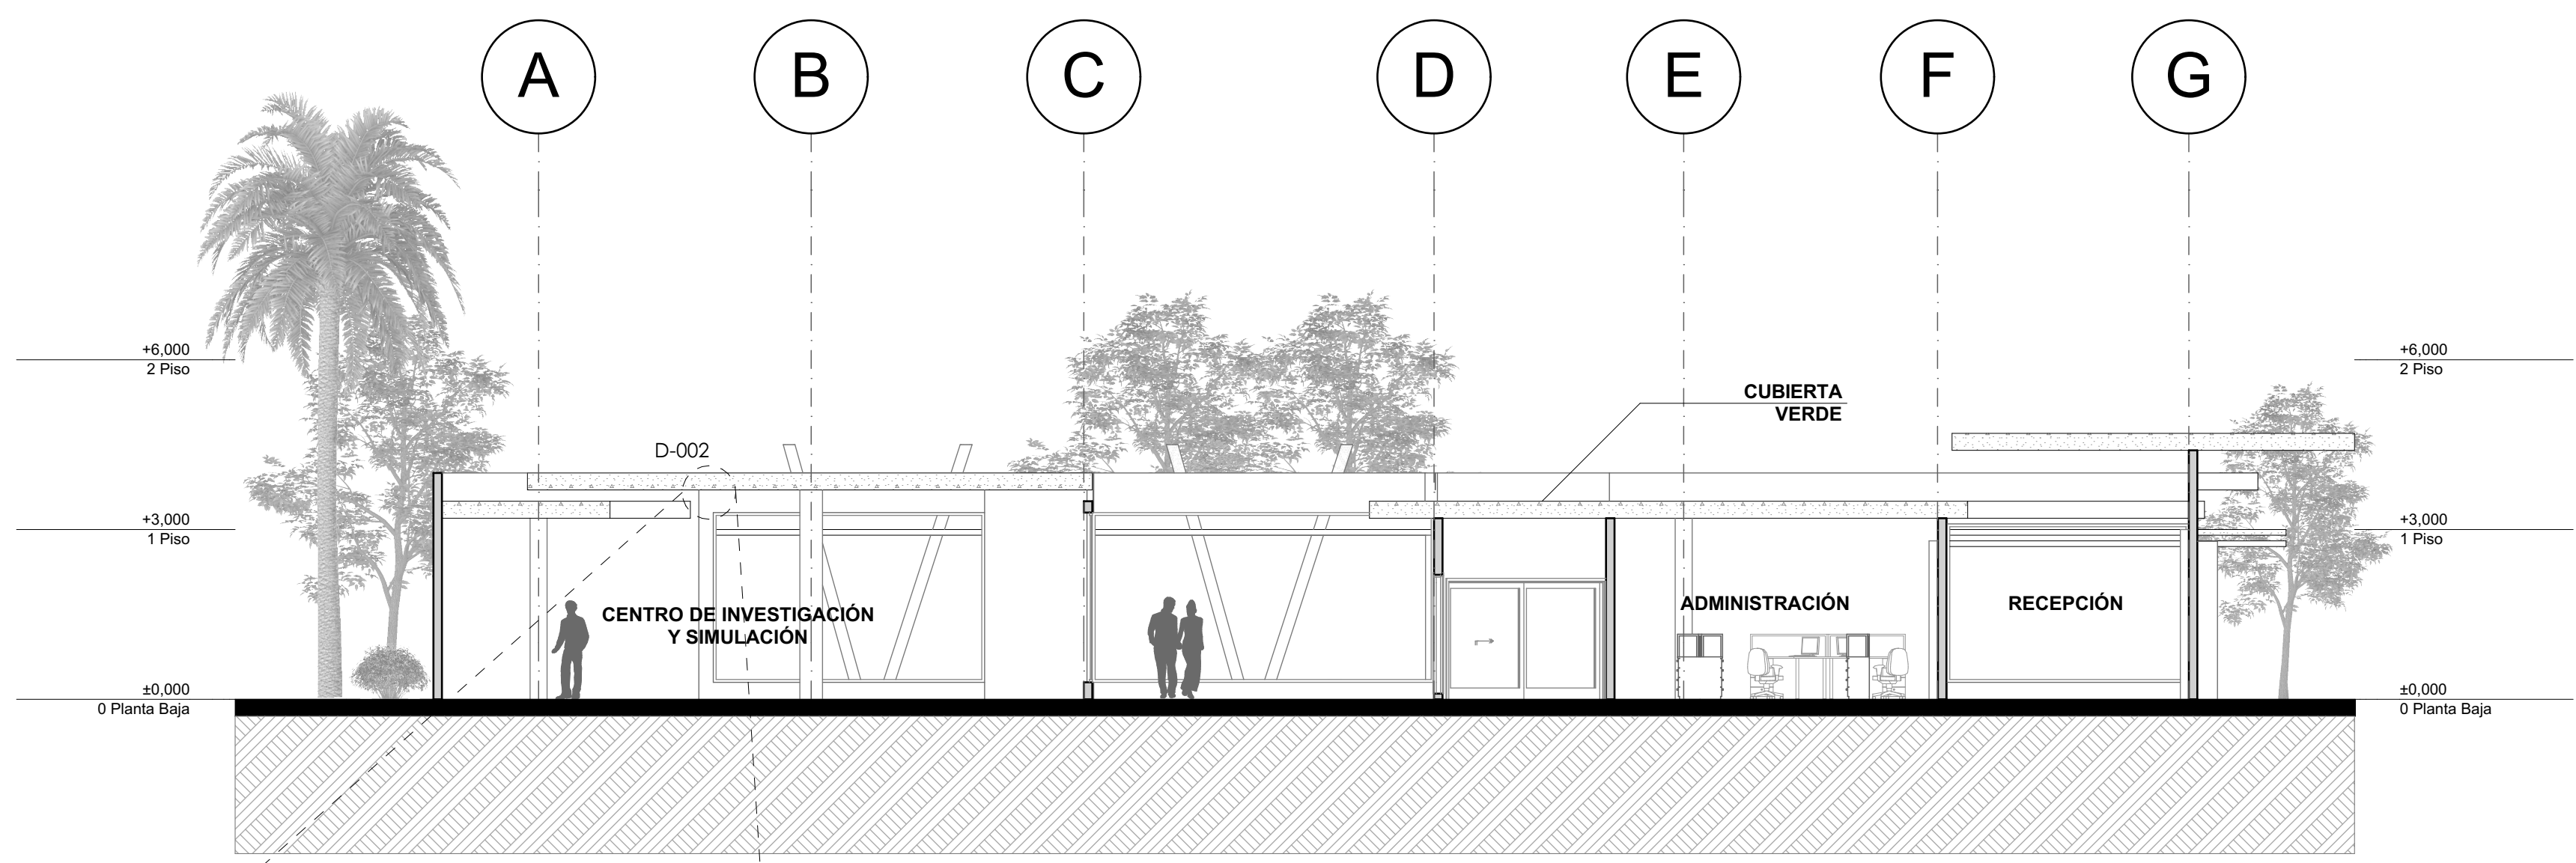 A B C D E F G
+6,000
2 Piso
+6,000
2 Piso
CUBIERTA
VERDE
D-002
+3,000
1 Piso
+3,000
1 Piso
CENTRO DE INVESTIGACIÓN
Y SIMULACIÓN
ADMINISTRACIÓN
RECEPCIÓN
±0,000
0 Planta Baja
±0,000
0 Planta Baja